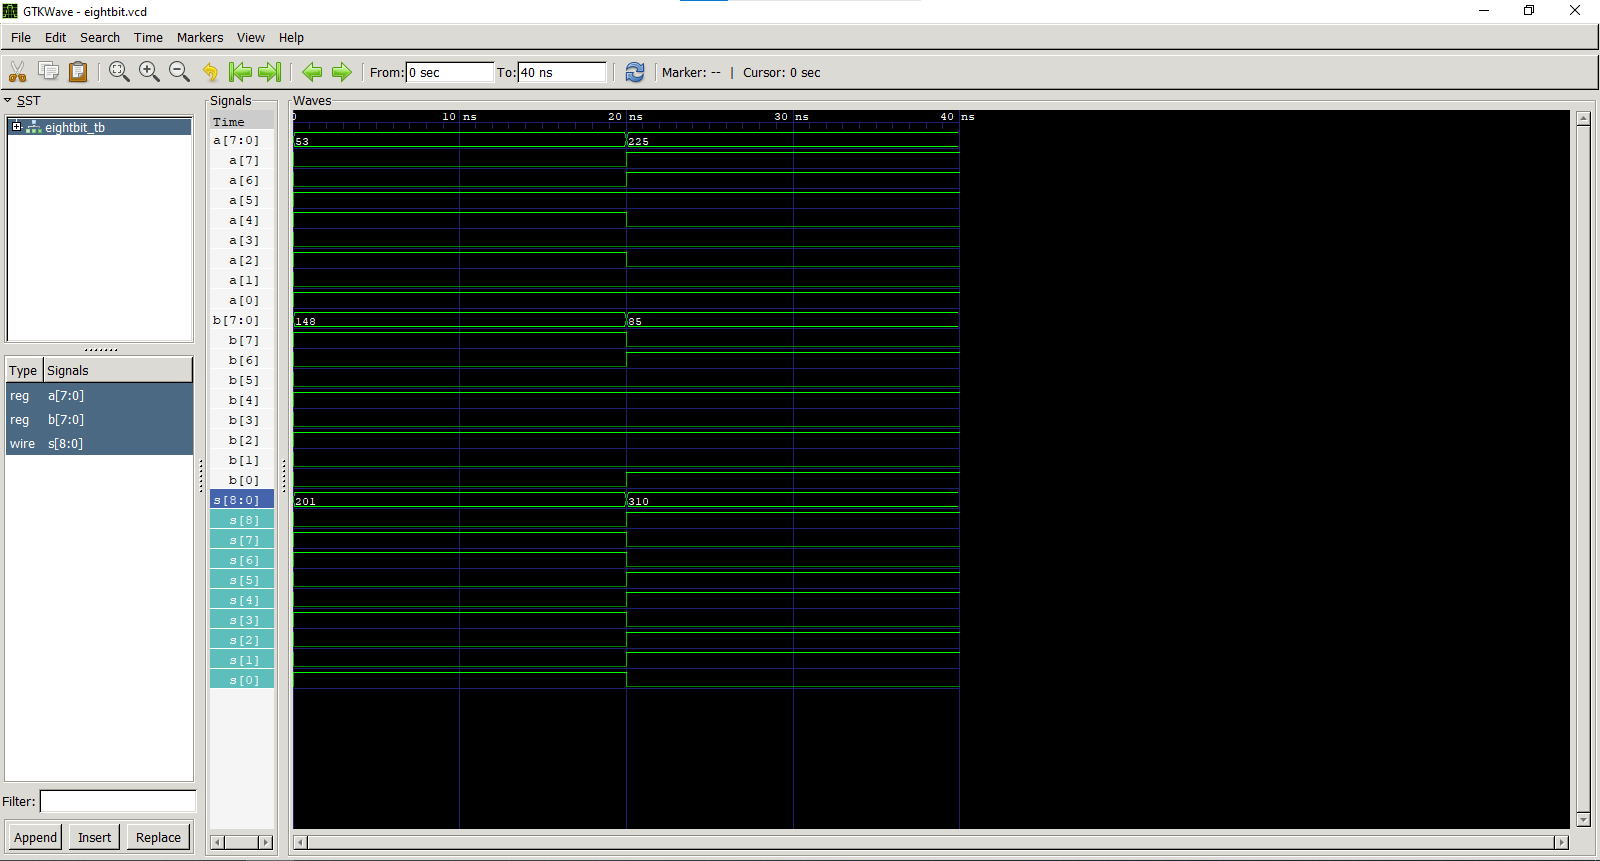 GTKWave - eightbit.vcd
File Edit Search Time Markers View Help
From: 0 sec To: 40 ns Marker: -- | Cursor: 0 sec
SST
eightbit_tb
Type Signals
reg a[7:0]
reg b[7:0]
wire s[8:0]
Filter:
Append Insert Replace
Signals
Time
a[7:0]
a[7]
a[6]
a[5]
a[4]
a[3]
a[2]
a[1]
a[0]
b[7:0]
b[7]
b[6]
b[5]
b[4]
b[3]
b[2]
b[1]
b[0]
s[8:0]
s[8]
s[7]
s[6]
s[5]
s[4]
s[3]
s[2]
s[1]
s[0]
Waves
0 10 ns 20 ns 30 ns 40 ns
53 225
148 85
201 310